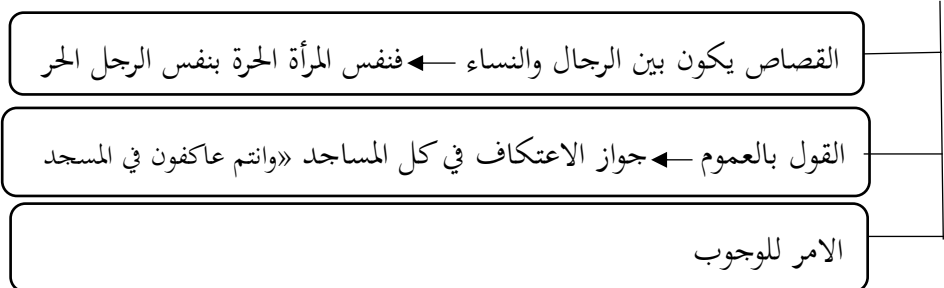 القصاص يكون بين الرجال والنساء ← فنفس المرأة الحرة بنفس الرجل الحر
القول بالعموم ← جواز الاعتكاف في كل المساجد «وانتم عاكفون في المسجد
الامر للوجوب